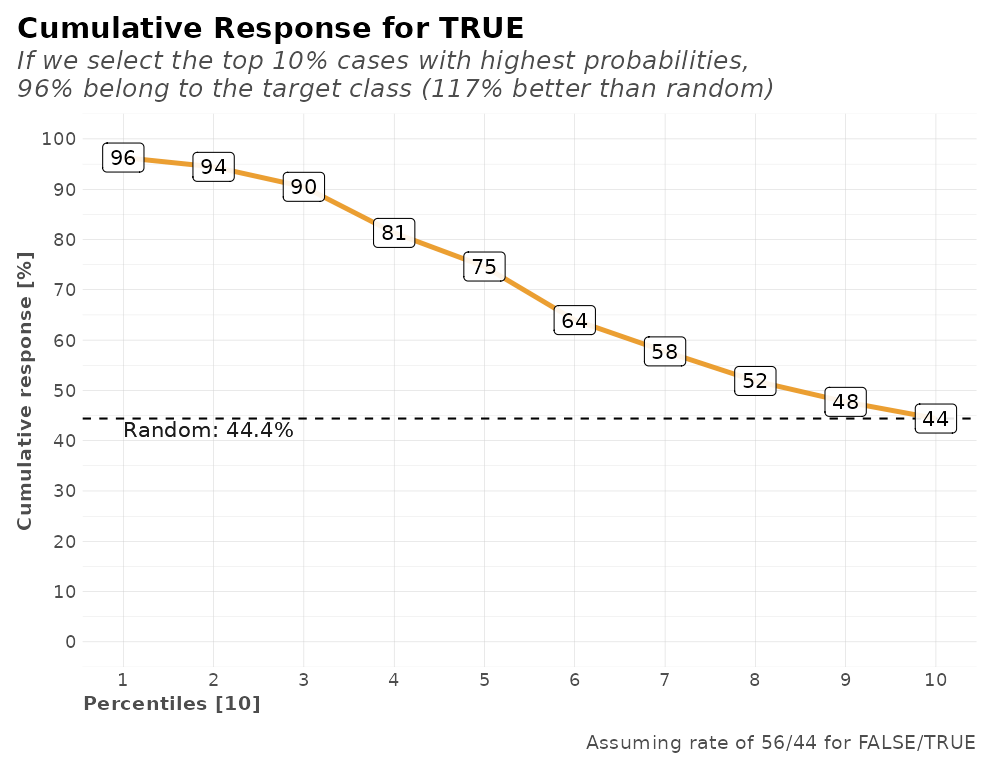 Cumulative Response for TRUE
If we select the top 10% cases with highest probabilities,
96% belong to the target class (117% better than random)
Cumulative response [%]
100
90
80
70
60
50
40
30
20
10
0
96
94
90
81
75
64
58
52
48
44
Random: 44.4%
1 2 3 4 5 6 7 8 9 10
Percentiles [10]
Assuming rate of 56/44 for FALSE/TRUE